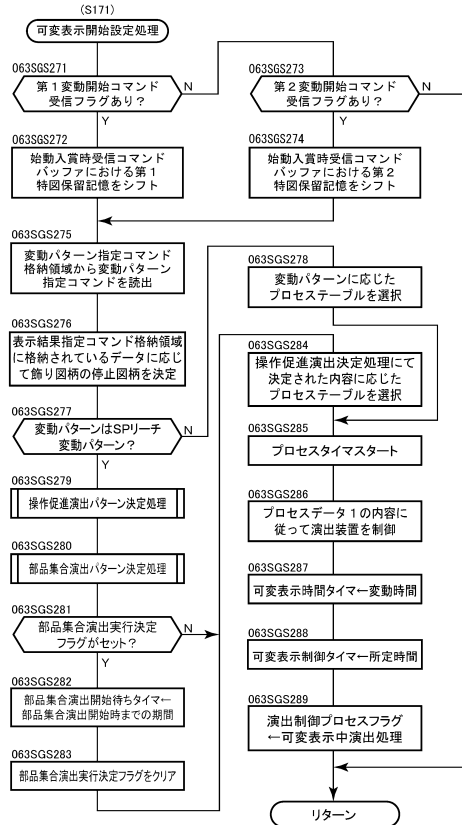 (S171)
可変表示開始設定処理
063SGS271
第1変動開始コマンド
受信フラグあり?
N
Y
063SGS272
始動入賞時受信コマンド
バッファにおける第1
特図保留記憶をシフト
063SGS273
第2変動開始コマンド
受信フラグあり?
N
Y
063SGS274
始動入賞時受信コマンド
バッファにおける第2
特図保留記憶をシフト
063SGS275
変動パターン指定コマンド
格納領域から変動パターン
指定コマンドを読出
063SGS276
表示結果指定コマンド格納領域
に格納されているデータに応じ
て飾り図柄の停止図柄を決定
063SGS277
変動パターンはSPリーチ
変動パターン?
N
Y
063SGS279
操作促進演出パターン決定処理
063SGS280
部品集合演出パターン決定処理
063SGS281
部品集合演出実行決定
フラグがセット?
N
Y
063SGS282
部品集合演出開始待ちタイマ←
部品集合演出開始時までの期間
063SGS283
部品集合演出実行決定フラグをクリア
063SGS278
変動パターンに応じた
プロセステーブルを選択
063SGS284
操作促進演出決定処理にて
決定された内容に応じた
プロセステーブルを選択
063SGS285
プロセスタイマスタート
063SGS286
プロセスデータ1の内容に
従って演出装置を制御
063SGS287
可変表示時間タイマ←変動時間
063SGS288
可変表示制御タイマ←所定時間
063SGS289
演出制御プロセスフラグ
←可変表示中演出処理
リターン